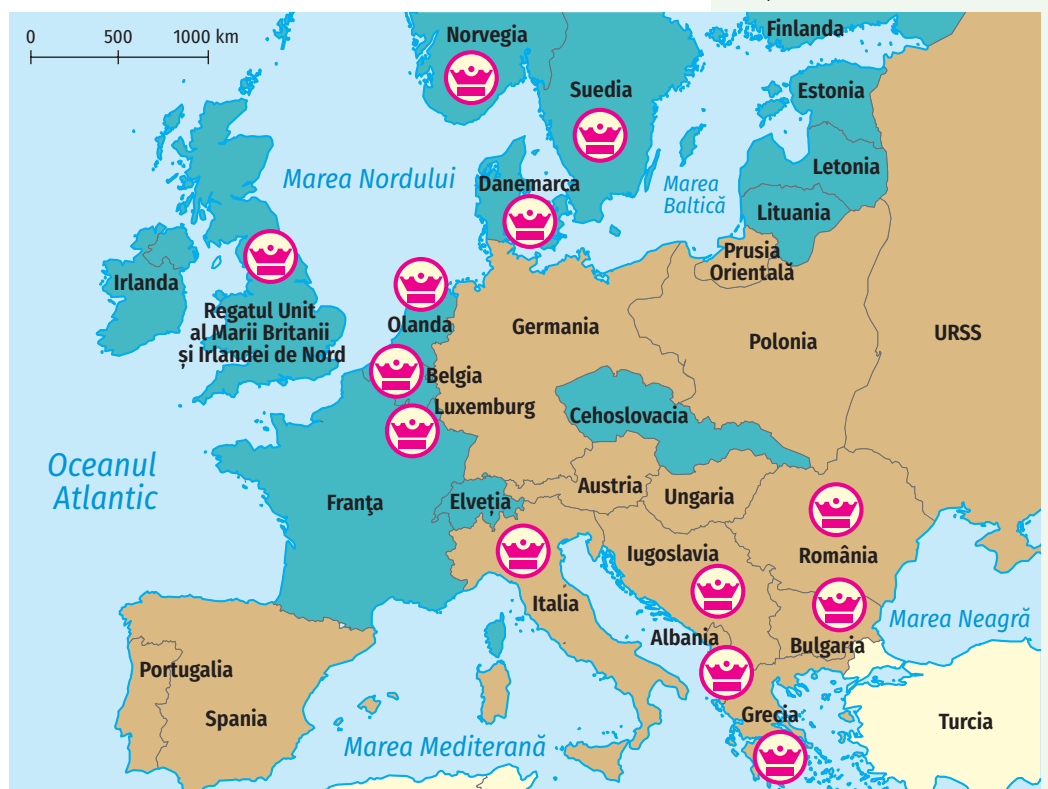 0 500 1000 km
Norvegia
Finlanda
Suedia
Estonia
Letonia
Marea Nordului
Danemarca
Marea
Baltică
Lituania
Prusia
Orientală
Irlanda
Regatul Unit
al Marii Britanii
și Irlandei de Nord
Olanda
Germania
Polonia
URSS
Belgia
Luxemburg
Cehoslovacia
Oceanul
Atlantic
Franţa
Elveția
Austria
Ungaria
Iugoslavia
România
Italia
Albania
Bulgaria
Marea Neagră
Portugalia
Spania
Grecia
Turcia
Marea Mediterană